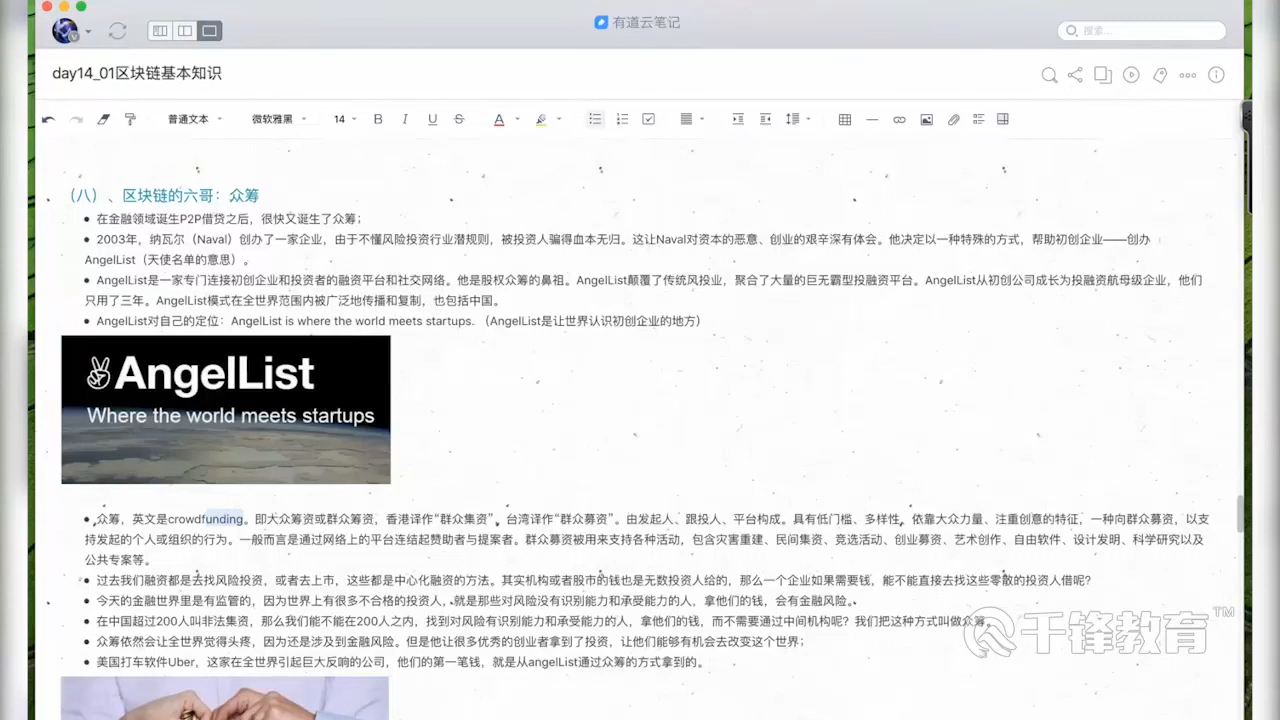 有道云笔记
搜索...
day14_01区块链基本知识
普通文本
微软雅黑
14
B I U S A
（八）、区块链的六哥：众筹
● 在金融领域诞生P2P借贷之后，很快又诞生了众筹；
● 2003年，纳瓦尔（Naval）创办了一家企业，由于不懂风险投资行业潜规则，被投资人骗得血本无归。这让Naval对资本的恶意、创业的艰辛深有体会。他决定以一种特殊的方式，帮助初创企业——创办
AngelList（天使名单的意思）。
● AngelList是一家专门连接初创企业和投资者的融资平台和社交网络。他是股权众筹的鼻祖。AngelList颠覆了传统风投业，聚合了大量的巨无霸型投融资平台。AngelList从初创公司成长为投融资航母级企业，他们
只用了三年。AngelList模式在全世界范围内被广泛地传播和复制，也包括中国。
● AngelList对自己的定位：AngelList is where the world meets startups. （AngelList是让世界认识初创企业的地方）
AngelList
Where the world meets startups
● 众筹，英文是crowdfunding。即大众筹资或群众筹资，香港译作“群众集资”，台湾译作“群众募资”。由发起人、跟投人、平台构成。具有低门槛、多样性、依靠大众力量、注重创意的特征，一种向群众募资，以支
持发起的个人或组织的行为。一般而言是通过网络上的平台连结起赞助者与提案者。群众募资被用来支持各种活动，包含灾害重建、民间集资、竞选活动、创业募资、艺术创作、自由软件、设计发明、科学研究以及
公共专案等。
● 过去我们融资都是去找风险投资，或者去上市，这些都是中心化融资的方法。其实机构或者股市的钱也是无数投资人给的，那么一个企业如果需要钱，能不能直接去找这些零散的投资人借呢？
● 今天的金融世界里是有监管的，因为世界上有很多不合格的投资人，就是那些对风险没有识别能力和承受能力的人，拿他们的钱，会有金融风险。
● 在中国超过200人叫非法集资，那么我们能不能在200人之内，找到对风险有识别能力和承受能力的人，拿他们的钱，而不需要通过中间机构呢？我们把这种方式叫做众筹。
● 众筹依然会让全世界觉得头疼，因为还是涉及到金融风险，但是他让很多优秀的创业者拿到了投资，让他们能够有机会去改变这个世界；
● 美国打车软件Uber，这家在全世界引起巨大反响的公司，他们的第一笔钱，就是从angelList通过众筹的方式拿到的。
千锋教育TM